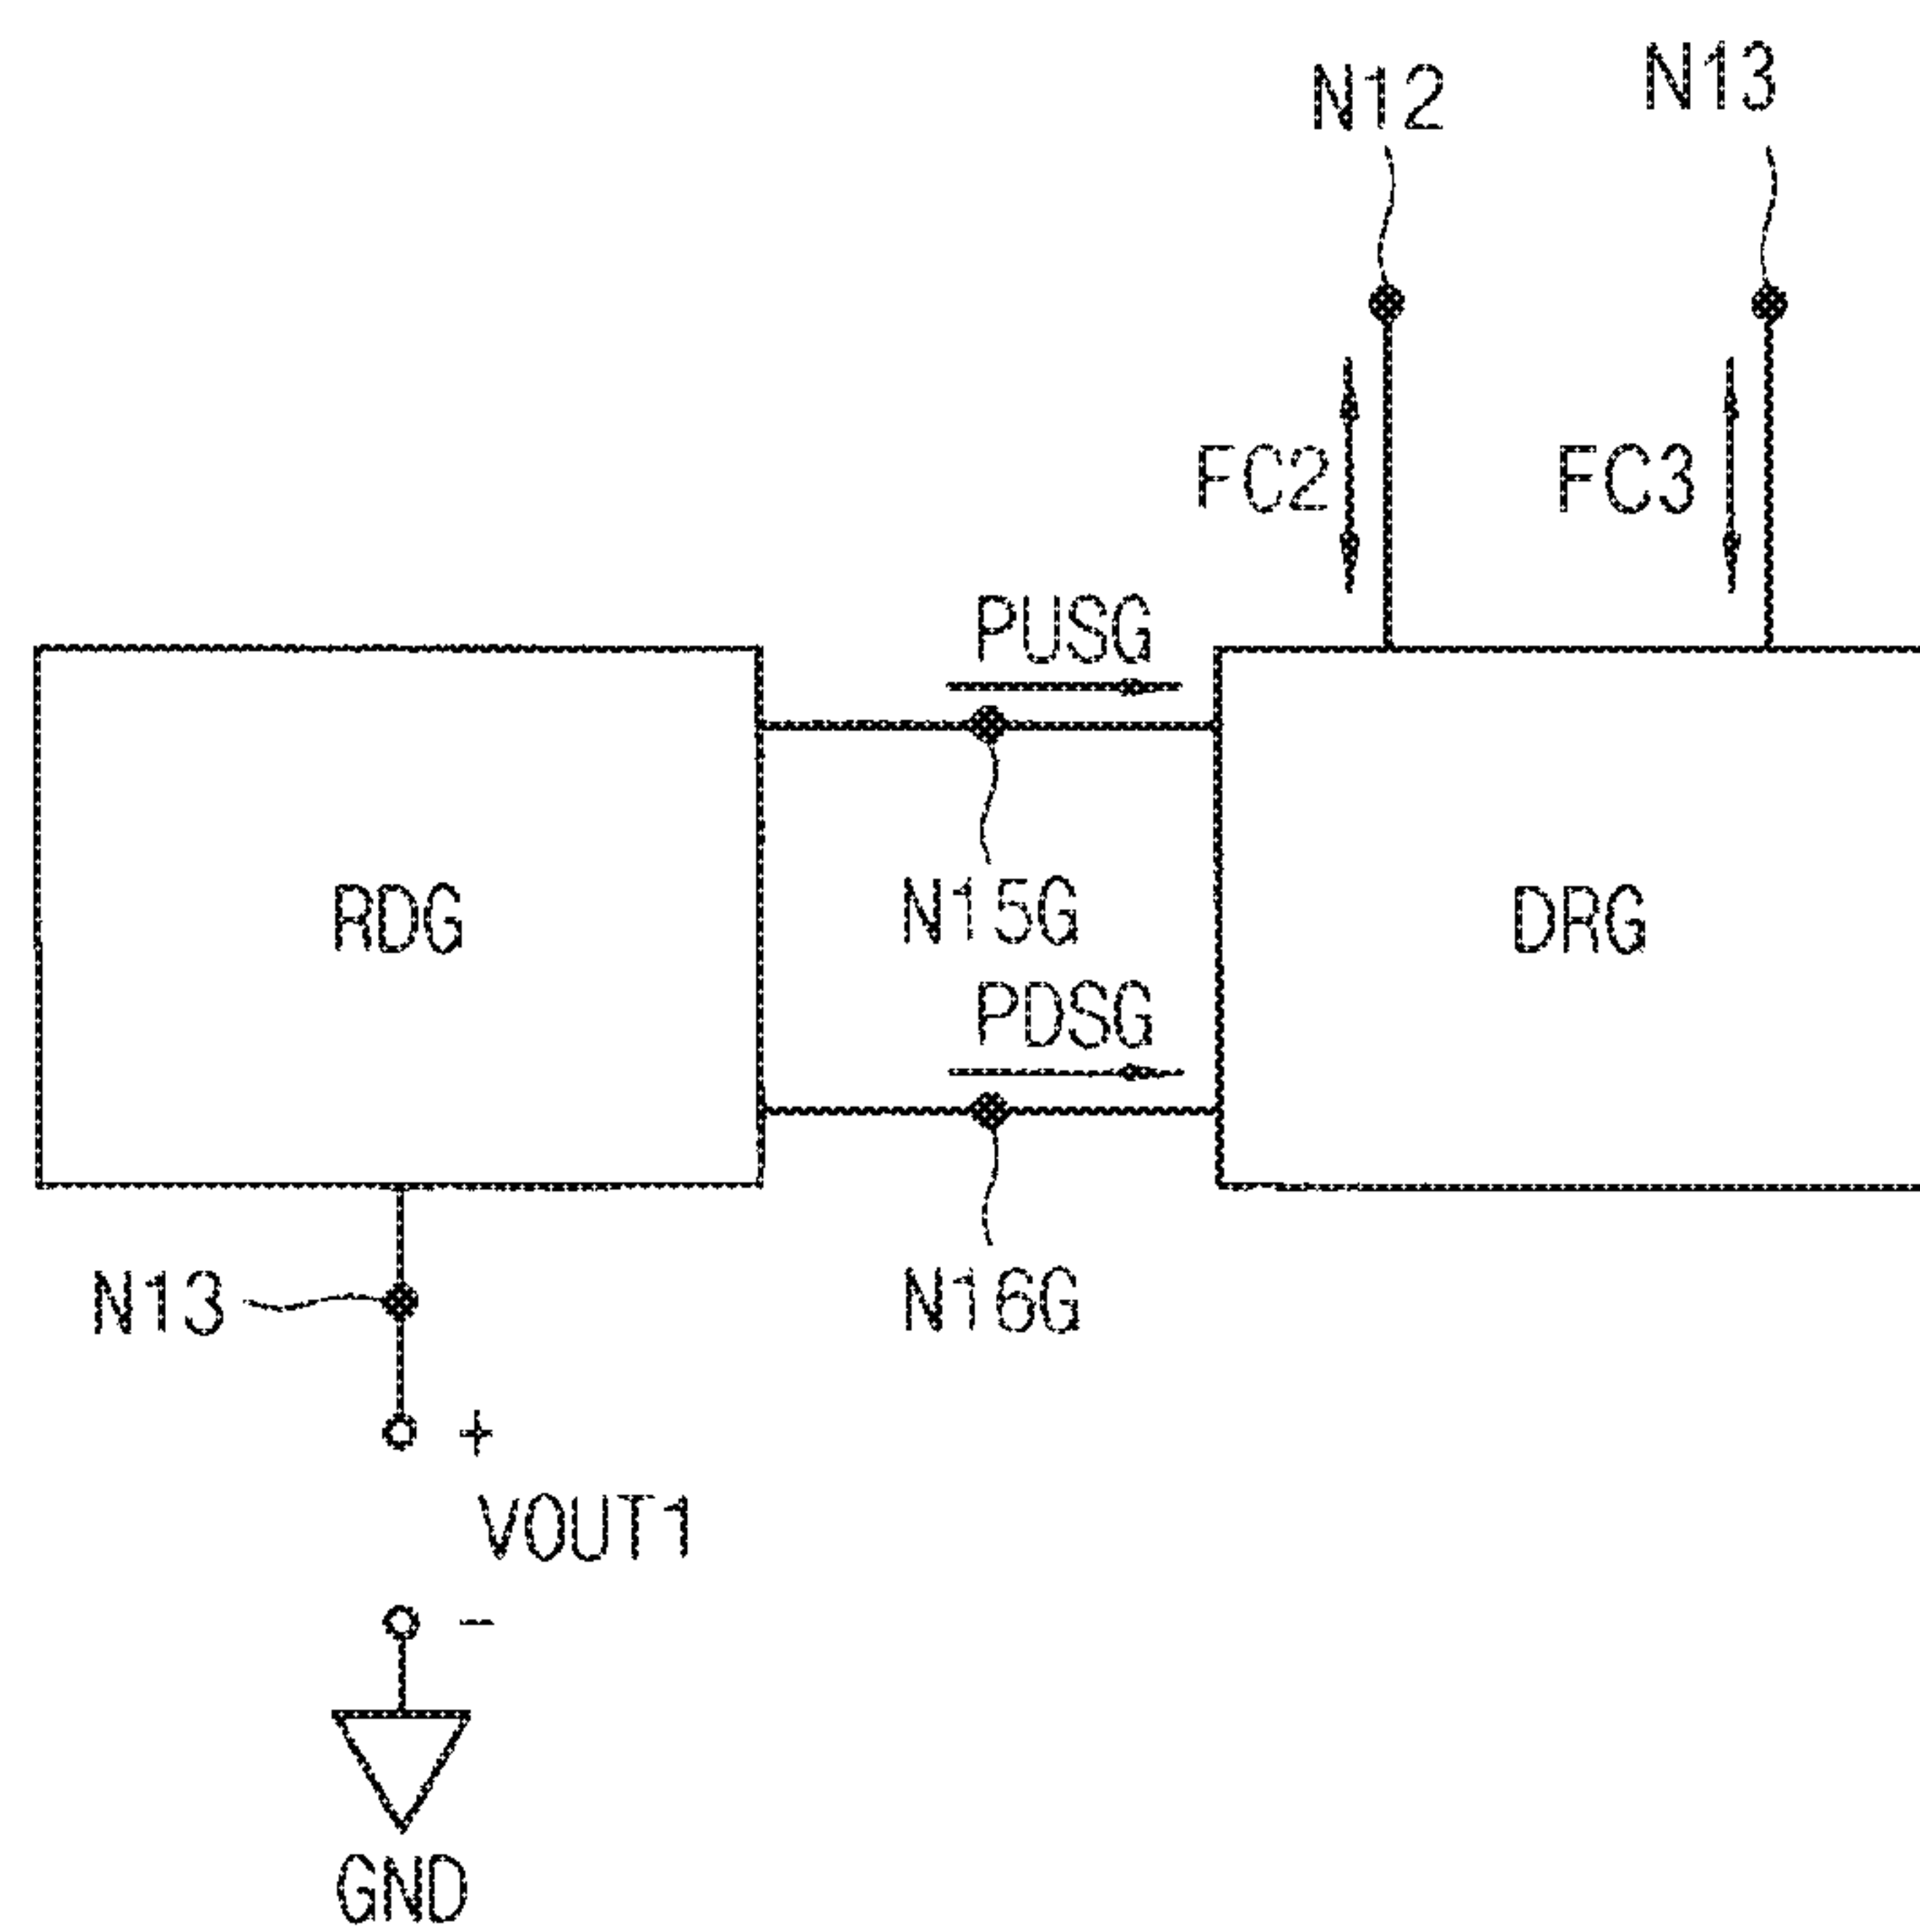 N12
N13
FC2
FC3
PUSG
RDG
N15G
DRG
PDSG
N13
N16G
+
VOUT1
-
GND